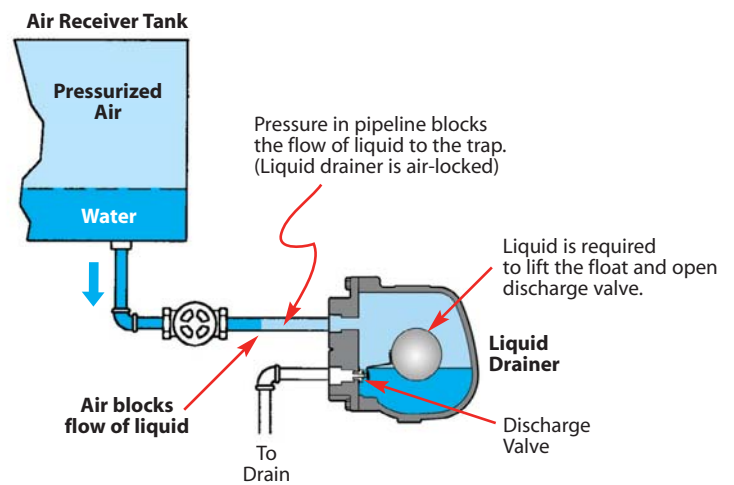 Air Receiver Tank
Pressurized
Air
Water
Pressure in pipeline blocks
the flow of liquid to the trap.
(Liquid drainer is air-locked)
Liquid is required
to lift the float and open
discharge valve.
Liquid
Drainer
Air blocks
flow of liquid
To
Drain
Discharge
Valve